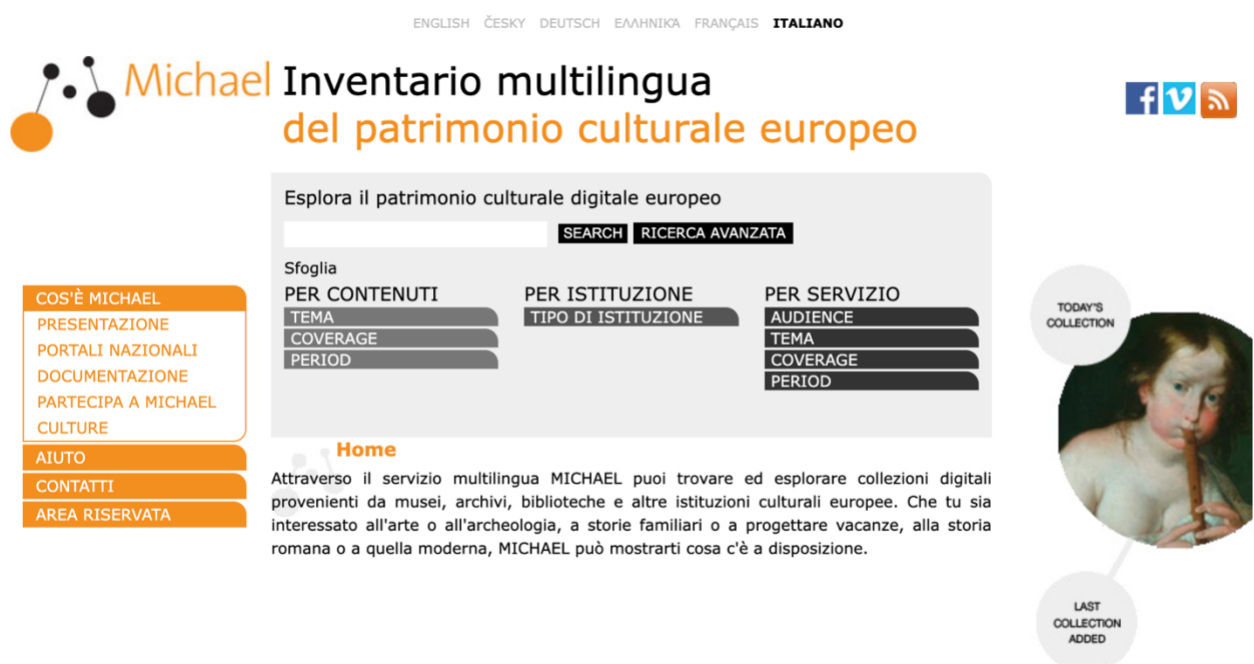 ENGLISH ČESKY DEUTSCH ΕΛΛΗΝΙΚΆ FRANÇAIS ITALIANO
Michael Inventario multilingua
del patrimonio culturale europeo
Esplora il patrimonio culturale digitale europeo
SEARCH RICERCA AVANZATA
Sfoglia
PER CONTENUTI
TEMA
COVERAGE
PERIOD
PER ISTITUZIONE
TIPO DI ISTITUZIONE
PER SERVIZIO
AUDIENCE
TEMA
COVERAGE
PERIOD
COS'È MICHAEL
PRESENTAZIONE
PORTALI NAZIONALI
DOCUMENTAZIONE
PARTECIPA A MICHAEL
CULTURE
AIUTO
CONTATTI
AREA RISERVATA
Home
Attraverso il servizio multilingua MICHAEL puoi trovare ed esplorare collezioni digitali
provenienti da musei, archivi, biblioteche e altre istituzioni culturali europee. Che tu sia
interessato all'arte o all'archeologia, a storie familiari o a progettare vacanze, alla storia
romana o a quella moderna, MICHAEL può mostrarti cosa c'è a disposizione.
TODAY'S
COLLECTION
LAST
COLLECTION
ADDED